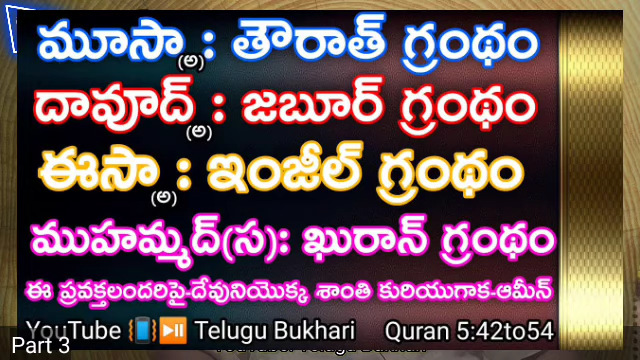 మూసా(అ): తౌరాత్ గ్రంథం
దావూద్(అ): జబూర్ గ్రంథం
ఈసా(అ): ఇంజీల్ గ్రంథం
ముహమ్మద్(స): ఖురాన్ గ్రంథం
ఈ ప్రవక్తలందరిపై-దేవునియొక్క శాంతి కురియుగాక-ఆమీన్
YouTube Telugu Bukhari Quran 5:42to54
Part 3